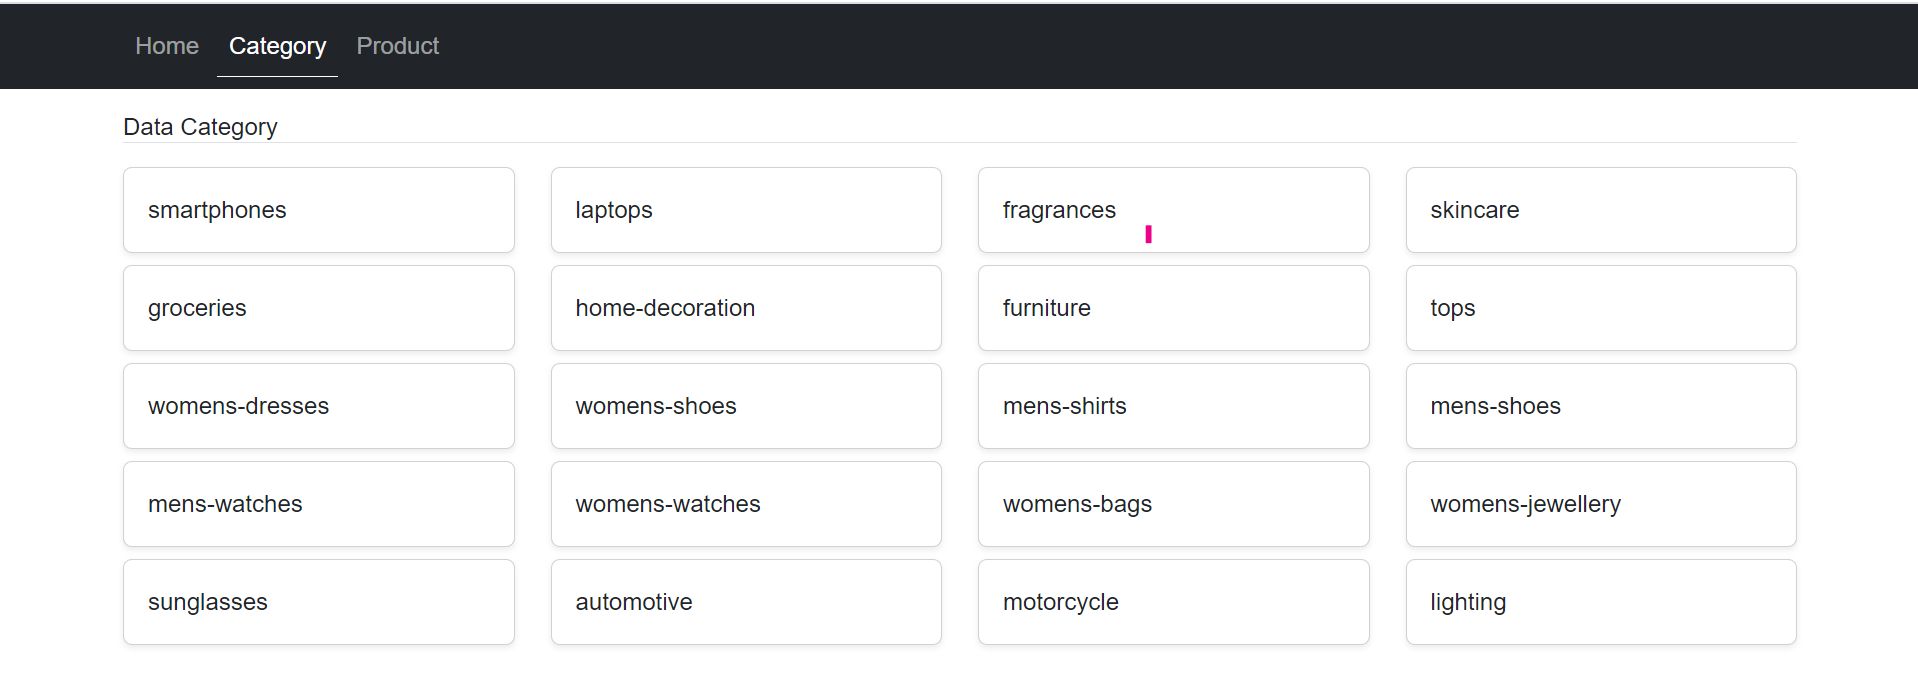 Home Category Product
Data Category
smartphones laptops fragrances skincare
groceries home-decoration furniture tops
womens-dresses womens-shoes mens-shirts mens-shoes
mens-watches womens-watches womens-bags womens-jewellery
sunglasses automotive motorcycle lighting